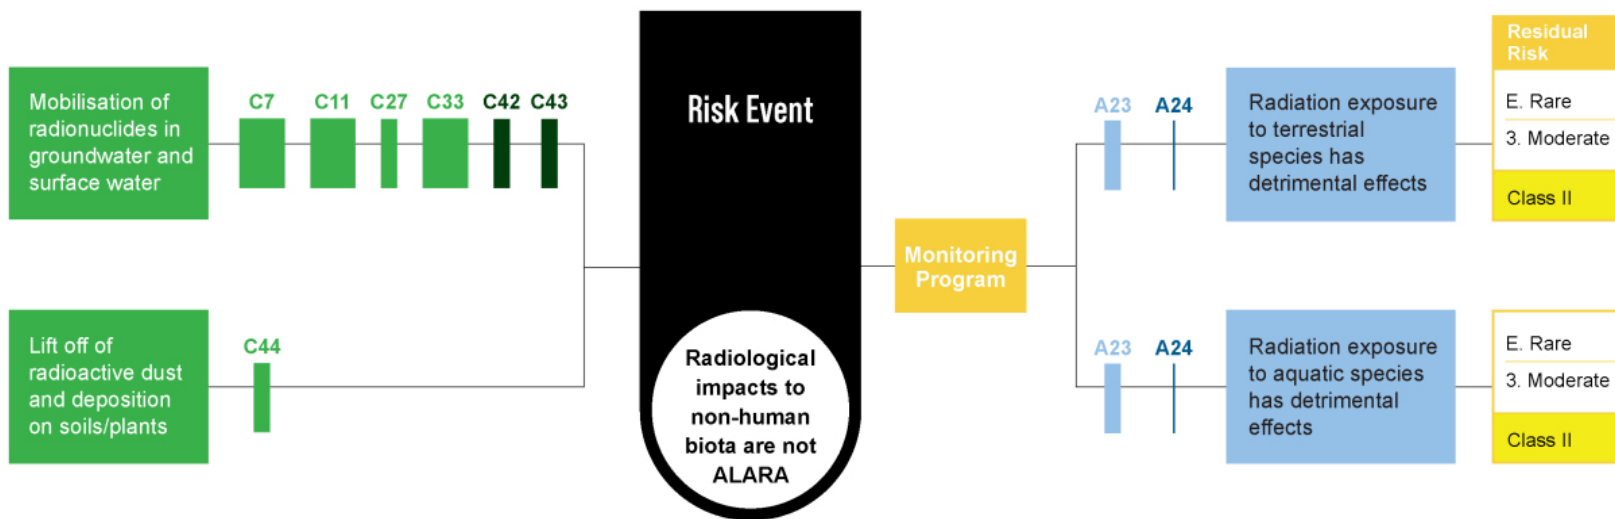 Mobilisation of
radionuclides in
groundwater and
surface water
C7
C11
C27
C33
C42
C43
Lift off of
radioactive dust
and deposition
on soils/plants
C44
Risk Event
Radiological
impacts to
non-human
biota are not
ALARA
Monitoring
Program
A23
A24
Radiation exposure
to terrestrial
species has
detrimental effects
Residual
Risk
E. Rare
3. Moderate
Class II
A23
A24
Radiation exposure
to aquatic species
has detrimental
effects
E. Rare
3. Moderate
Class II